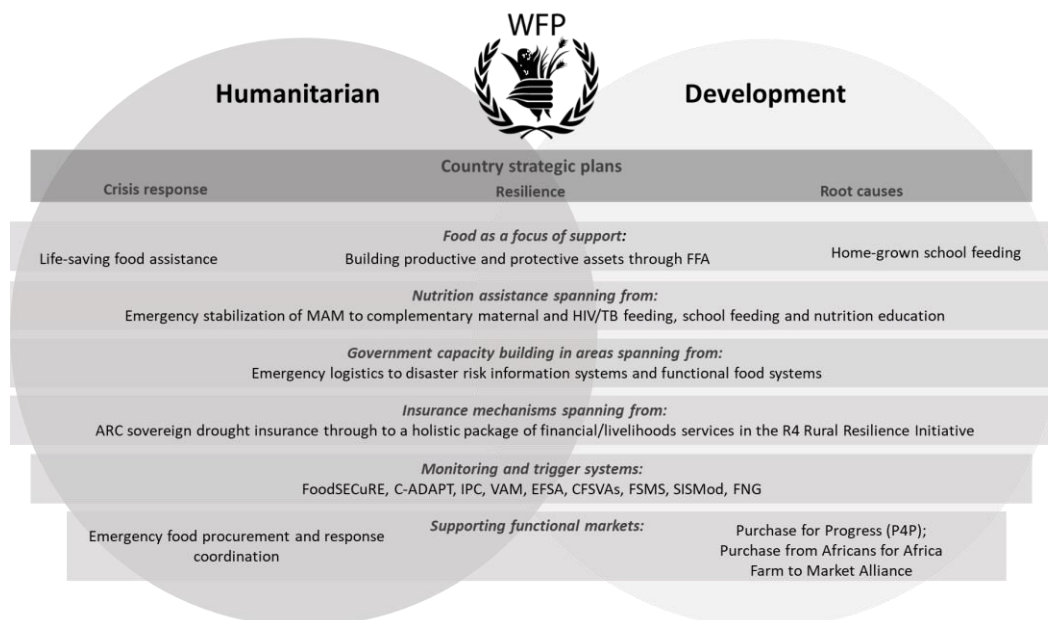 WFP
Humanitarian
Development
Country strategic plans
Crisis response
Resilience
Root causes
Food as a focus of support:
Life-saving food assistance
Building productive and protective assets through FFA
Home-grown school feeding
Nutrition assistance spanning from:
Emergency stabilization of MAM to complementary maternal and HIV/TB feeding, school feeding and nutrition education
Government capacity building in areas spanning from:
Emergency logistics to disaster risk information systems and functional food systems
Insurance mechanisms spanning from:
ARC sovereign drought insurance through to a holistic package of financial/livelihoods services in the R4 Rural Resilience Initiative
Monitoring and trigger systems:
FoodSECuRE, C-ADAPT, IPC, VAM, EFSA, CFSVAs, FSMS, SISMod, FNG
Supporting functional markets:
Emergency food procurement and response
coordination
Purchase for Progress (P4P);
Purchase from Africans for Africa
Farm to Market Alliance